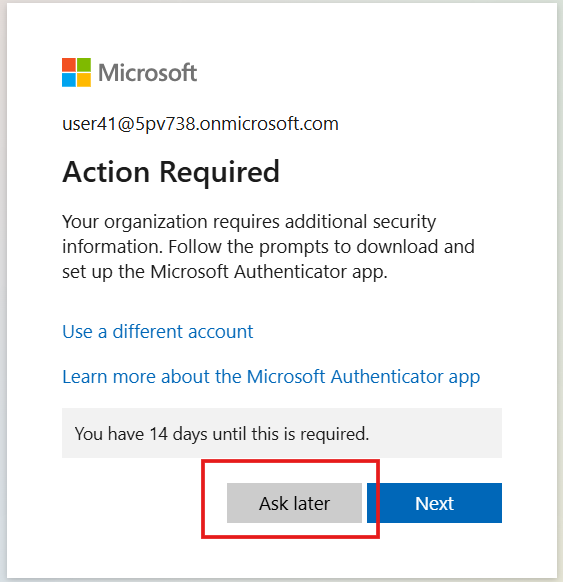 Microsoft
user41@5pv738.onmicrosoft.com
Action Required
Your organization requires additional security
information. Follow the prompts to download and
set up the Microsoft Authenticator app.
Use a different account
Learn more about the Microsoft Authenticator app
You have 14 days until this is required.
Ask later
Next